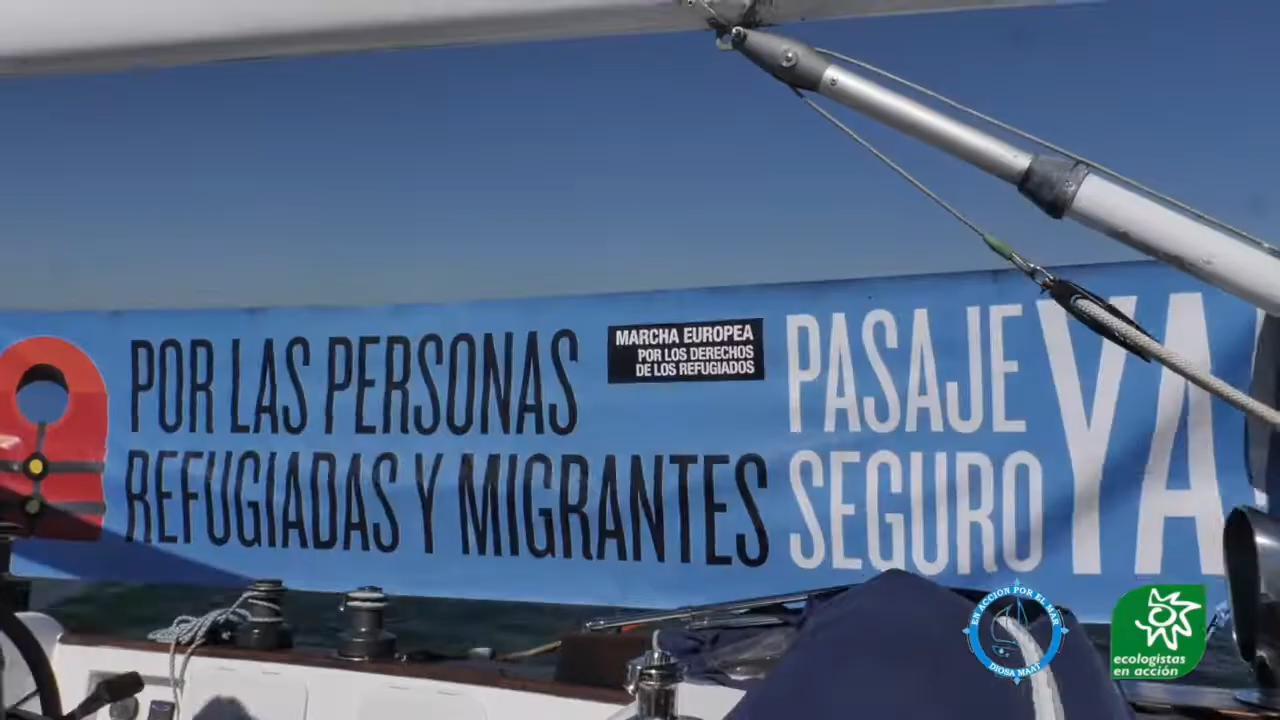 POR LAS PERSONAS
REFUGIADAS Y MIGRANTES
MARCHA EUROPEA
POR LOS DERECHOS
DE LOS REFUGIADOS
PASAJE
SEGURO
YA
EN ACCION POR EL MAR
DIOSA MAAT
ecologistas
en acción